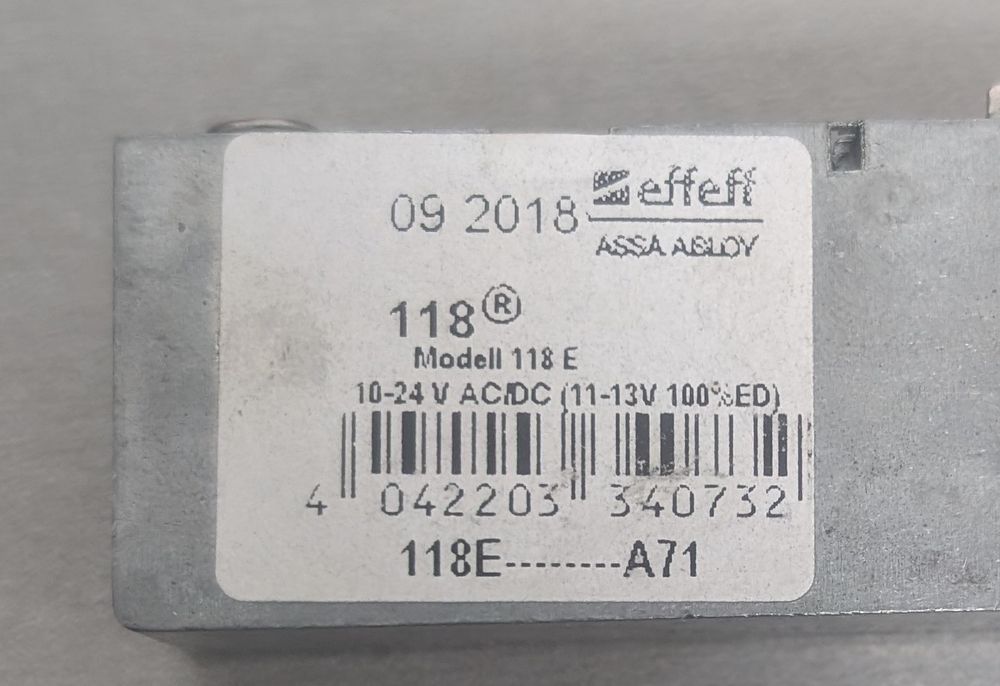 09 2018 effeff
ASSA ABLOY
118®
Modell 118 E
10-24 V AC/DC (11-13V 100%ED)
4 042203 340732
118E--------A71